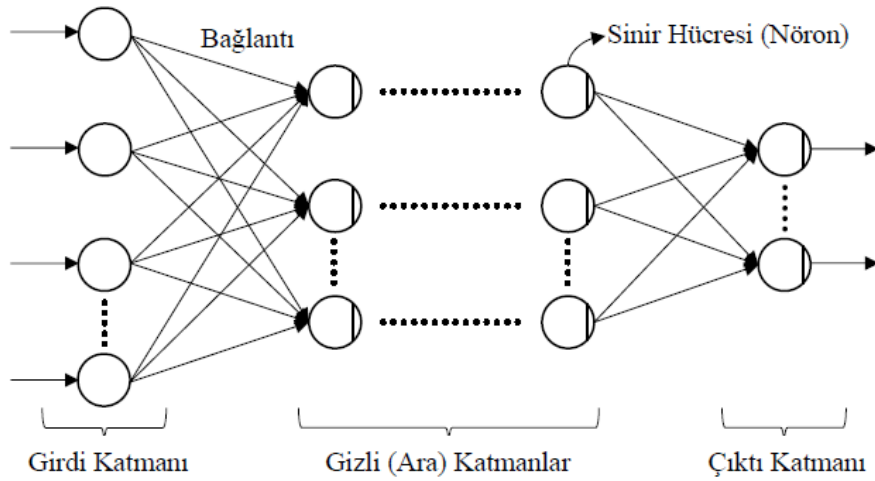 Bağlantı
Sinir Hücresi (Nöron)
Girdi Katmanı
Gizli (Ara) Katmanlar
Çıktı Katmanı